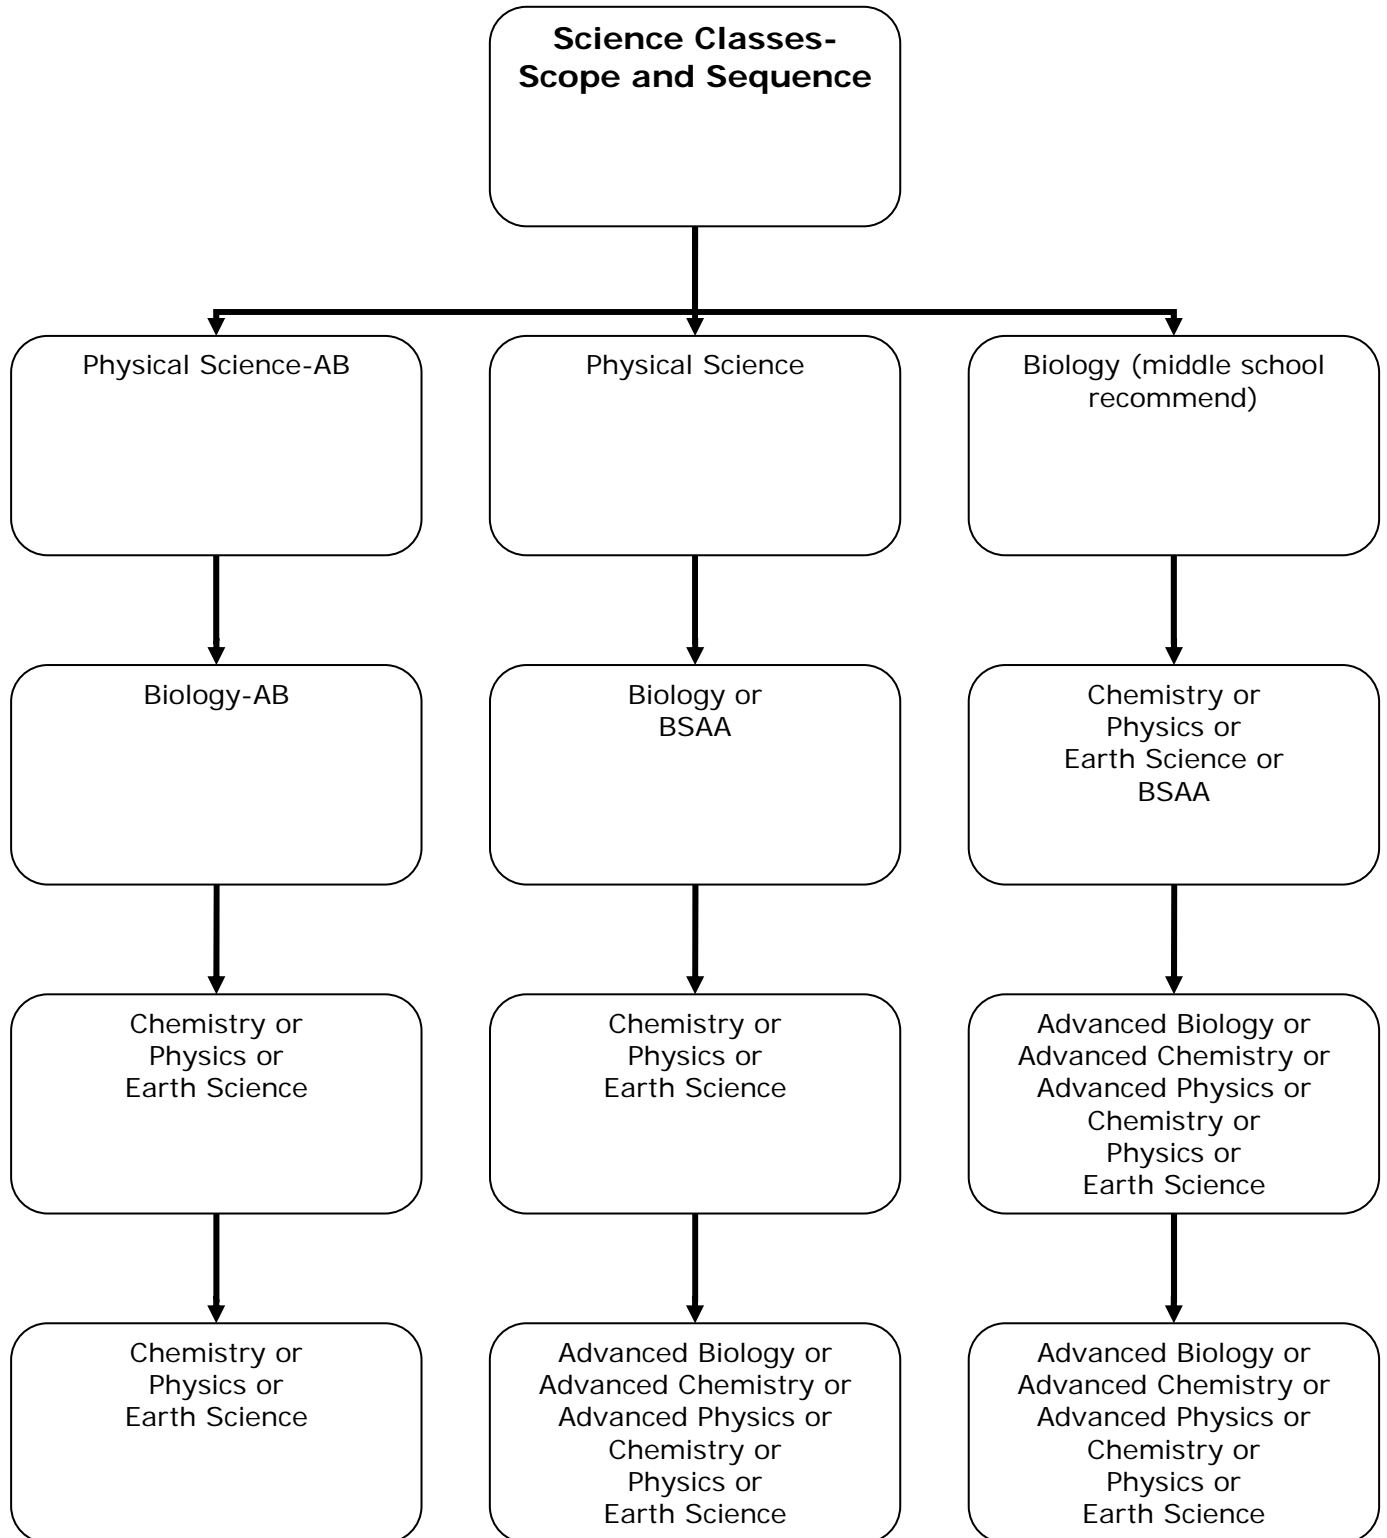 Science Classes-
Scope and Sequence
Physical Science-AB
Physical Science
Biology (middle school
recommend)
Biology-AB
Biology or
BSAA
Chemistry or
Physics or
Earth Science or
BSAA
Chemistry or
Physics or
Earth Science
Chemistry or
Physics or
Earth Science
Advanced Biology or
Advanced Chemistry or
Advanced Physics or
Chemistry or
Physics or
Earth Science
Chemistry or
Physics or
Earth Science
Advanced Biology or
Advanced Chemistry or
Advanced Physics or
Chemistry or
Physics or
Earth Science
Advanced Biology or
Advanced Chemistry or
Advanced Physics or
Chemistry or
Physics or
Earth Science